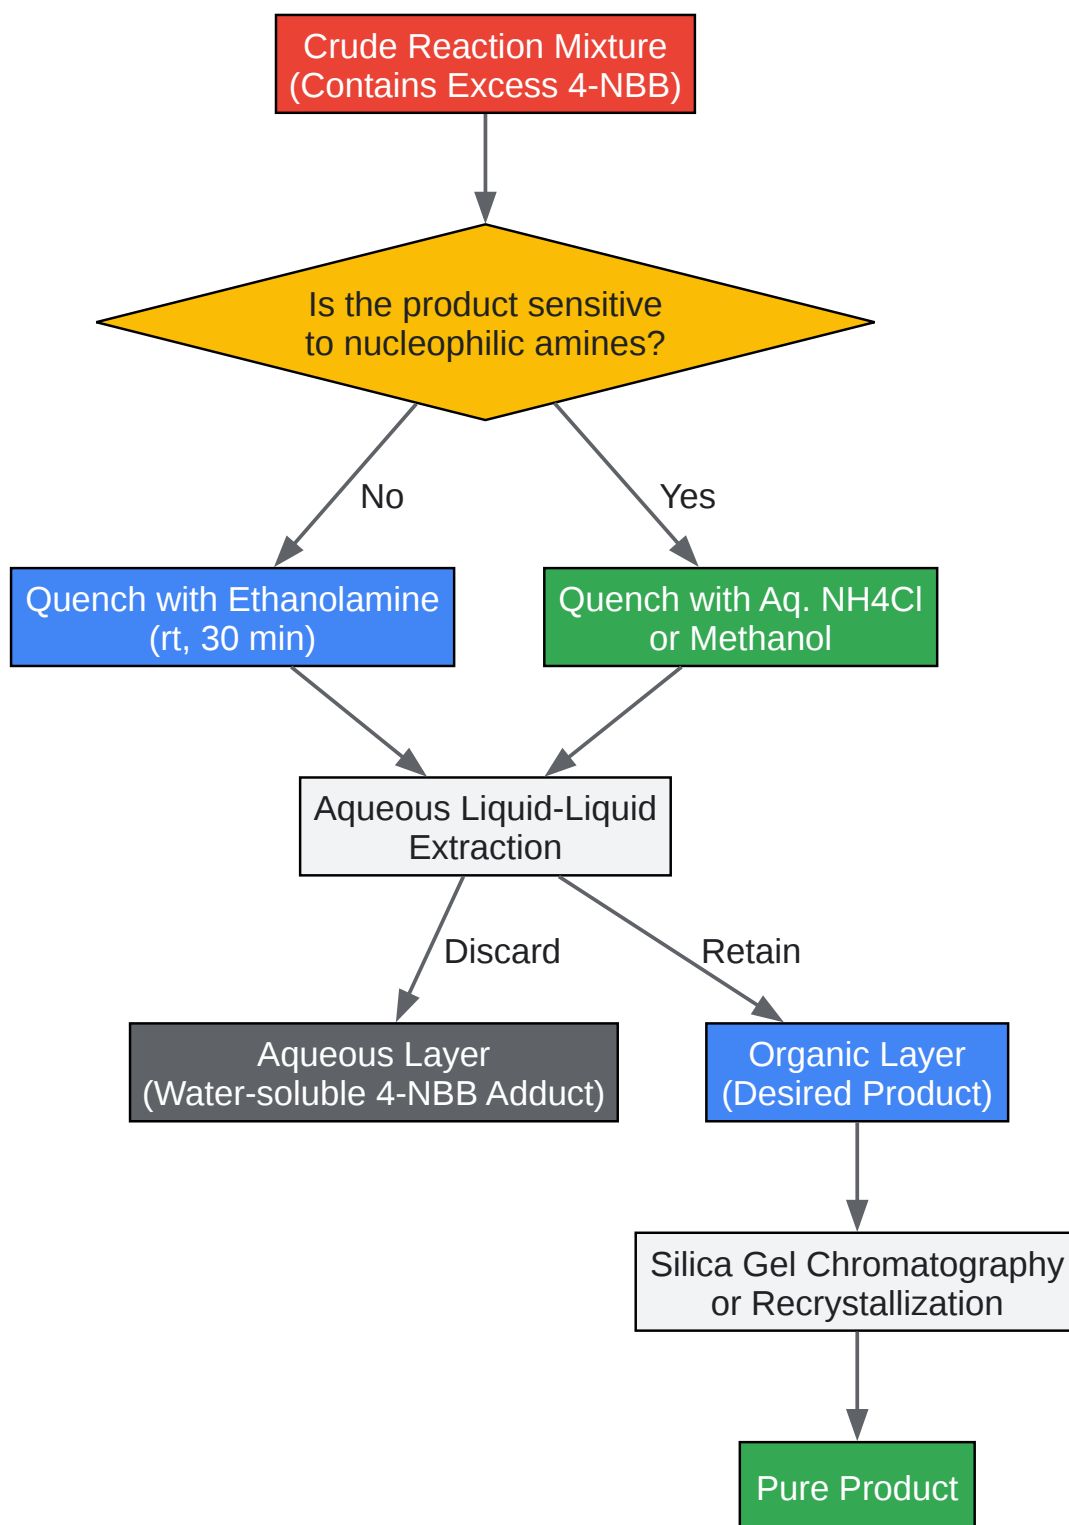 Crude Reaction Mixture
(Contains Excess 4-NBB)
Is the product sensitive
to nucleophilic amines?
No
Yes
Quench with Ethanolamine
(rt, 30 min)
Quench with Aq. NH4Cl
or Methanol
Aqueous Liquid-Liquid
Extraction
Discard
Retain
Aqueous Layer
(Water-soluble 4-NBB Adduct)
Organic Layer
(Desired Product)
Silica Gel Chromatography
or Recrystallization
Pure Product